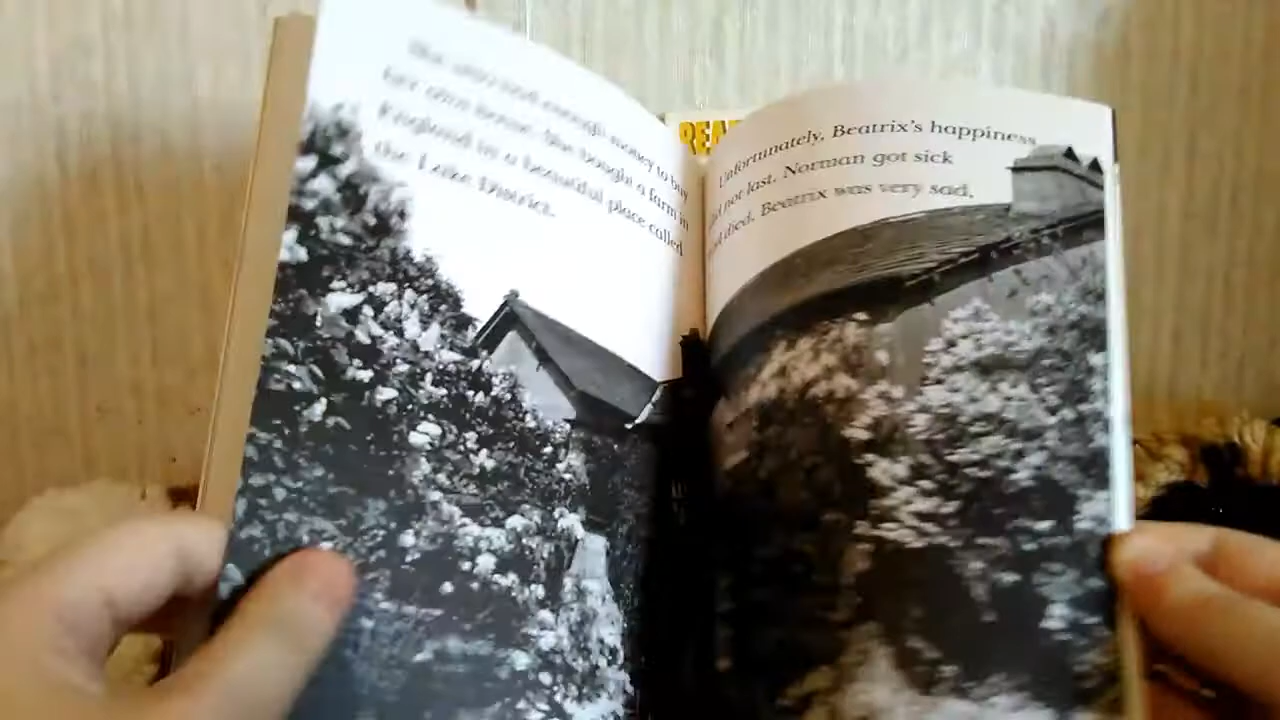 She also had enough money to buy
her own house. She bought a farm in
England in a beautiful place called
the Lake District.
REA
Unfortunately, Beatrix's happiness
did not last. Norman got sick
and died. Beatrix was very sad.